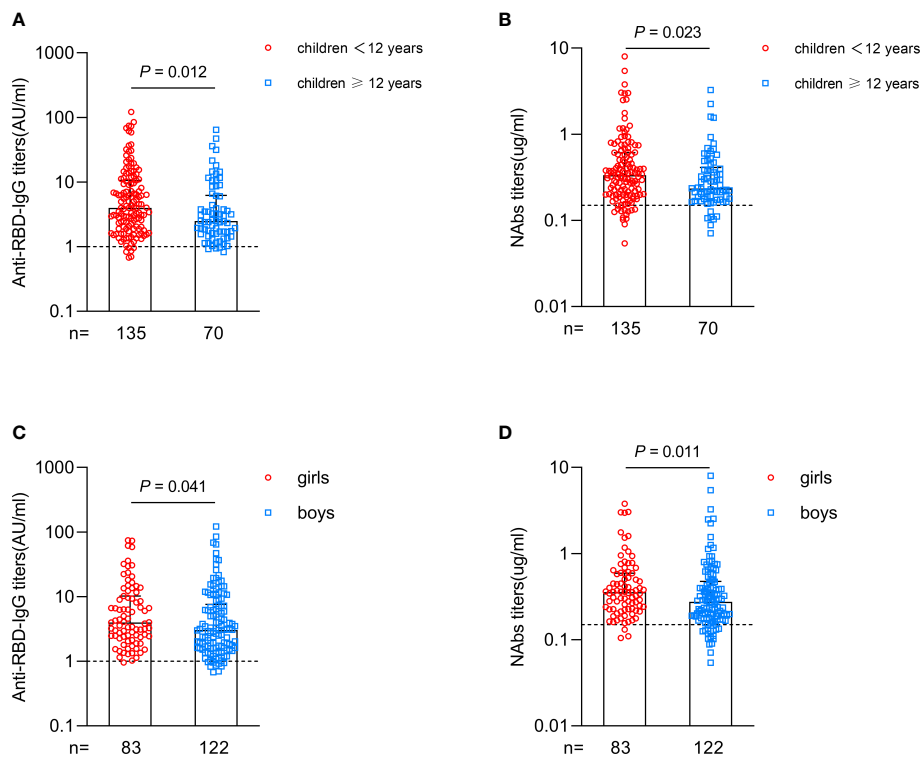 A
Anti-RBD-IgG titers(AU/ml)
1000
100
10
1
0.1
P = 0.012
children <12 years
children ⩾ 12 years
n= 135 70
B
NAbs titers(ug/ml)
10
1
0.1
0.01
P = 0.023
children <12 years
children ⩾ 12 years
n= 135 70
C
Anti-RBD-IgG titers(AU/ml)
1000
100
10
1
0.1
P = 0.041
girls
boys
n= 83 122
D
NAbs titers(ug/ml)
10
1
0.1
0.01
P = 0.011
girls
boys
n= 83 122